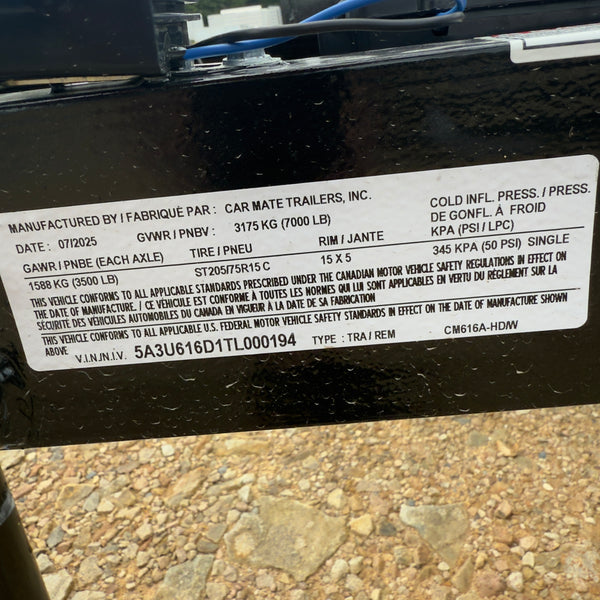 MANUFACTURED BY / FABRIQUÉ PAR : CAR MATE TRAILERS, INC.
DATE : 07/2025 GVWR / PNBV : 3175 KG (7000 LB)
COLD INFL. PRESS. / PRESS.
DE GONFL. À FROID
GAWR / PNBE (EACH AXLE) TIRE / PNEU RIM / JANTE KPA (PSI / LPC)
1588 KG (3500 LB) ST205/75R15 C 15 X 5 345 KPA (50 PSI) SINGLE
THIS VEHICLE CONFORMS TO ALL APPLICABLE STANDARDS PRESCRIBED UNDER THE CANADIAN MOTOR VEHICLE SAFETY REGULATIONS IN EFFECT ON
THE DATE OF MANUFACTURE. / CE VÉHICULE EST CONFORME À TOUTES LES NORMES QUI LUI SONT APPLICABLES EN VERTU DU RÈGLEMENT SUR LA
SÉCURITÉ DES VÉHICULES AUTOMOBILES DU CANADA EN VIGUEUR À LA DATE DE SA FABRICATION
THIS VEHICLE CONFORMS TO ALL APPLICABLE U.S. FEDERAL MOTOR VEHICLE SAFETY STANDARDS IN EFFECT ON THE DATE OF MANUFACTURE SHOWN
ABOVE
V.I.N./N.I.V. 5A3U616D1TL000194 TYPE : TRA / REM CM616A-HD/W